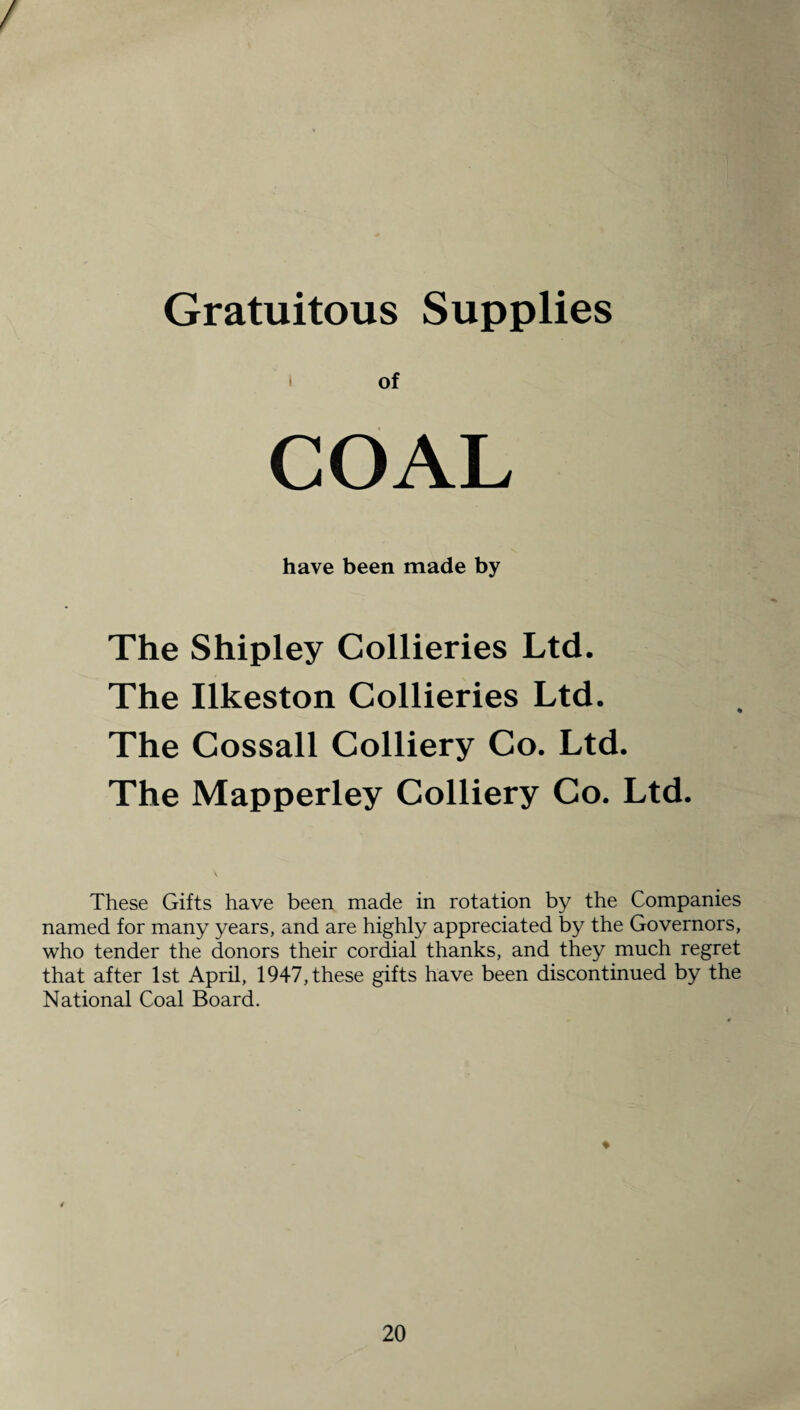 Gratuitous Supplies
of
COAL
have been made by
The Shipley Collieries Ltd.
The Ilkeston Collieries Ltd.
The Cossall Colliery Co. Ltd.
The Mapperley Colliery Co. Ltd.
These Gifts have been made in rotation by the Companies
named for many years, and are highly appreciated by the Governors,
who tender the donors their cordial thanks, and they much regret
that after 1st April, 1947, these gifts have been discontinued by the
National Coal Board.
20